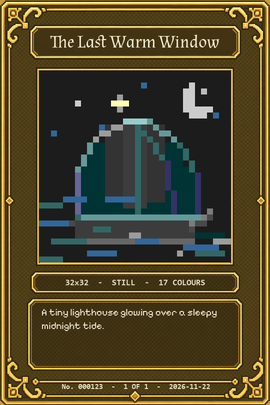 The Last Warm Window
32x32 - STILL - 17 COLOURS
A tiny lighthouse glowing over a sleepy
midnight tide.
No. 000123 - 1 OF 1 - 2026-11-22